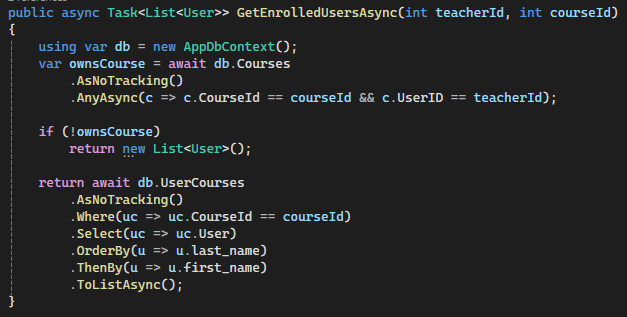 public async Task<List<User>> GetEnrolledUsersAsync(int teacherId, int courseId)
{
    using var db = new AppDbContext();
    var ownsCourse = await db.Courses
        .AsNoTracking()
        .AnyAsync(c => c.CourseId == courseId && c.UserID == teacherId);

    if (!ownsCourse)
        return new List<User>();

    return await db.UserCourses
        .AsNoTracking()
        .Where(uc => uc.CourseId == courseId)
        .Select(uc => uc.User)
        .OrderBy(u => u.last_name)
        .ThenBy(u => u.first_name)
        .ToListAsync();
}